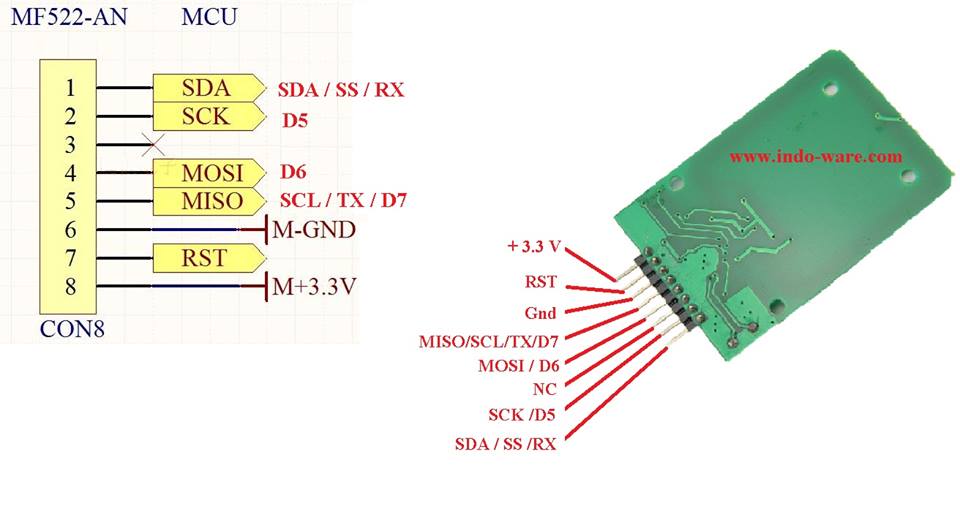 MF522-AN MCU
1 SDA SDA / SS / RX
2 SCK D5
3
4 MOSI D6
5 MISO SCL / TX / D7
6 M-GND
7 RST
8 M+3.3V
CON8
www.indo-ware.com
+ 3.3 V
RST
Gnd
MISO/SCL/TX/D7
MOSI / D6
NC
SCK /D5
SDA / SS /RX